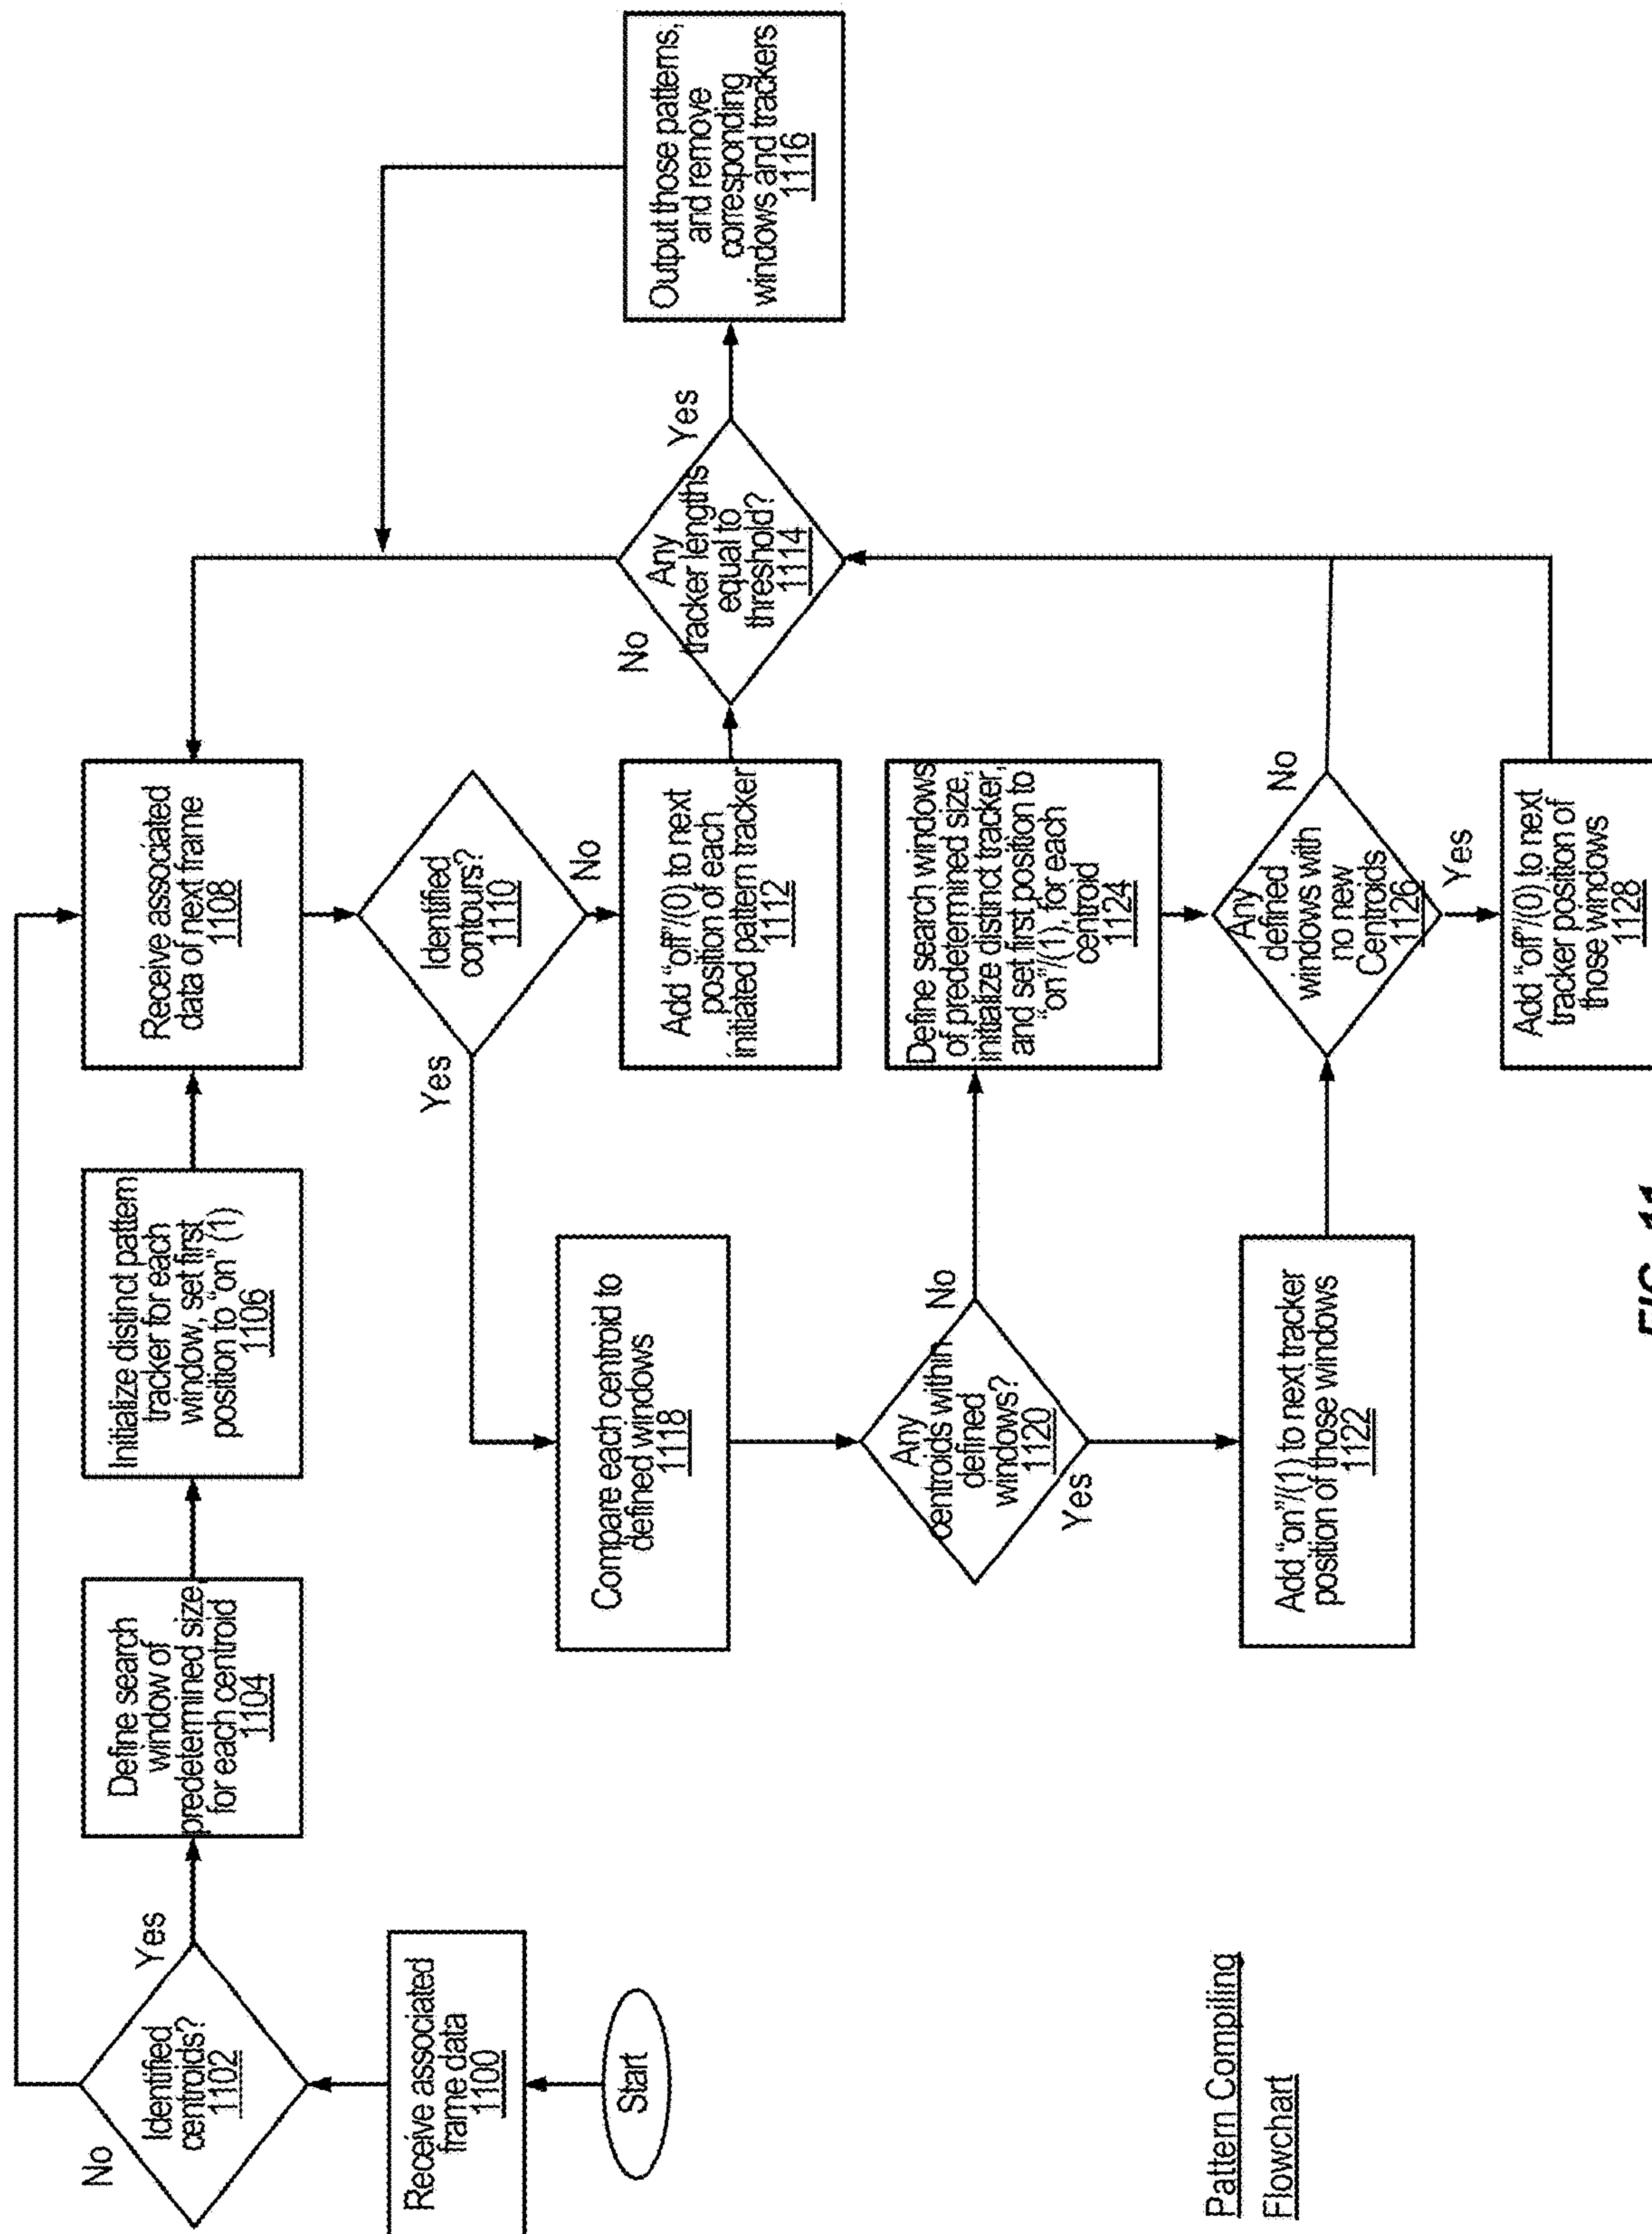 Start
Receive associated
frame data
1100
Identified
centroids?
1102
No
Yes
Define search
window of
predetermined size
for each centroid
1104
Initialize distinct pattern
tracker for each
window, set first
position to "on" (1)
1106
Receive associated
data of next frame
1108
Identified
contours?
1110
Yes
No
Add "off"/(0) to next
position of each
initiated pattern tracker
1112
Any
tracker lengths
equal to
threshold?
1114
No
Yes
Output those patterns,
and remove
corresponding
windows and trackers
1116
Compare each centroid to
defined windows
1118
Any
centroids within
defined
windows?
1120
No
Yes
Add "on"/(1) to next tracker
position of those windows
1122
Define search windows
of predetermined size,
initialize distinct tracker,
and set first position to
"on"/(1), for each
centroid
1124
Any
defined
windows with
no new
Centroids
1126
No
Yes
Add "off"/(0) to next
tracker position of
those windows
1128
Pattern Compiling
Flowchart
FIG. 11